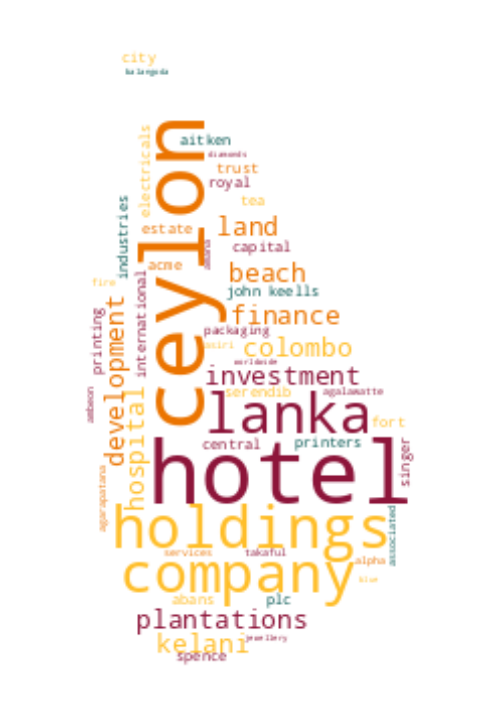 city
balangoda
ceylon
electricals
aitken
diamonds
trust
royal
industries
tea
estate
land
amana
capital
acme
beach
international
fire
john keells
development
finance
printing
packaging
asiri
colombo
worldwide
investment
hospital
serendib
agalawatte
ambeon
lanka
fort
central
printers
singer
hotel
agarapatana
holdings
associated
services
takaful
alpha
company
blue
abans
plc
plantations
kelani
jewellery
spence